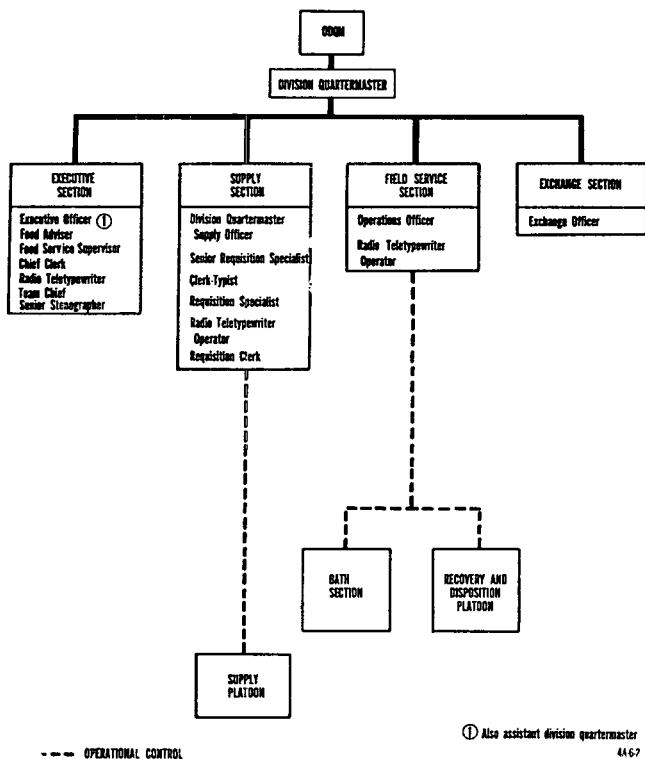 ODQM
DIVISION QUARTERMASTER
EXECUTIVE
SECTION
Executive Officer ①
Food Adviser
Food Service Supervisor
Chief Clerk
Radio Teletypewriter
Team Chief
Senior Stenographer
SUPPLY
SECTION
Division Quartermaster
Supply Officer
Senior Requisition Specialist
Clerk-Typist
Requisition Specialist
Radio Teletypewriter
Operator
Requisition Clerk
FIELD SERVICE
SECTION
Operations Officer
Radio Teletypewriter
Operator
EXCHANGE SECTION
Exchange Officer
BATH
SECTION
RECOVERY AND
DISPOSITION
PLATOON
SUPPLY
PLATOON
① Also assistant division quartermaster
---- OPERATIONAL CONTROL
4A-6-7